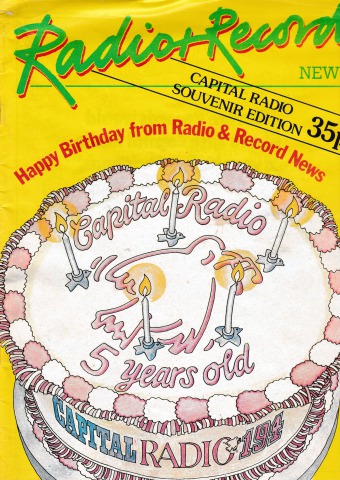 Radio + Record
NEW
CAPITAL RADIO
SOUVENIR EDITION 35p
Happy Birthday from Radio & Record News
Capital Radio
5 years old
CAPITAL RADIO 194